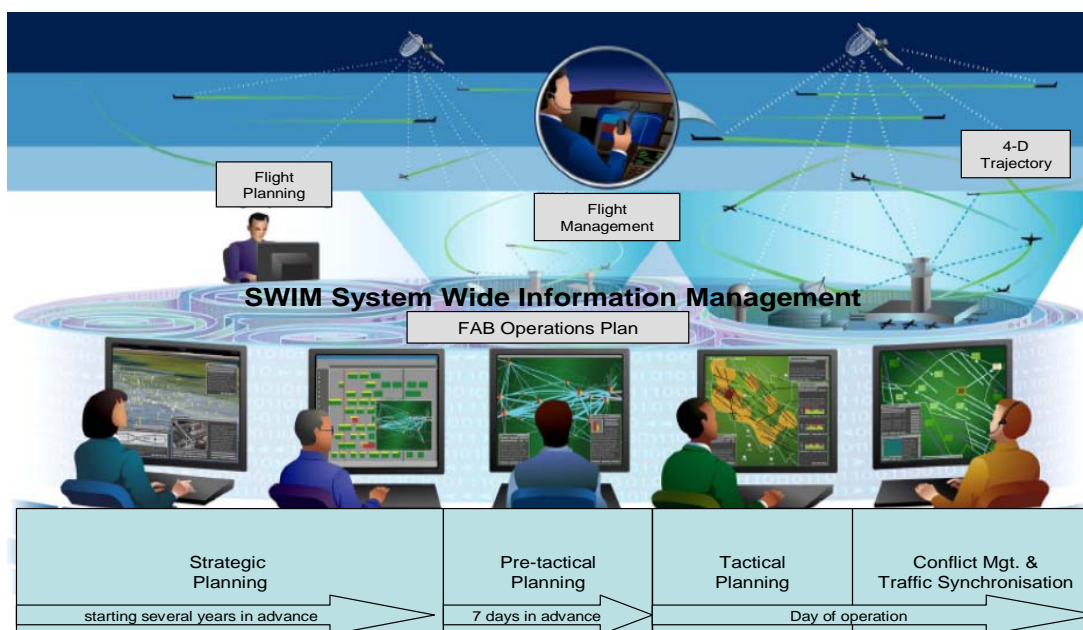 Flight
Planning
Flight
Management
4-D
Trajectory
SWIM System Wide Information Management
FAB Operations Plan
Strategic
Planning
Pre-tactical
Planning
Tactical
Planning
Conflict Mgt. &
Traffic Synchronisation
starting several years in advance
7 days in advance
Day of operation